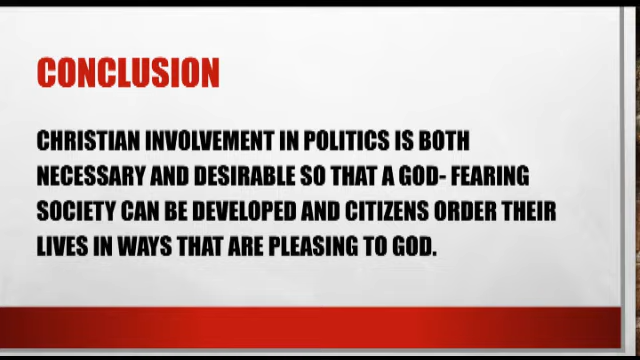 CONCLUSION
CHRISTIAN INVOLVEMENT IN POLITICS IS BOTH
NECESSARY AND DESIRABLE SO THAT A GOD- FEARING
SOCIETY CAN BE DEVELOPED AND CITIZENS ORDER THEIR
LIVES IN WAYS THAT ARE PLEASING TO GOD.